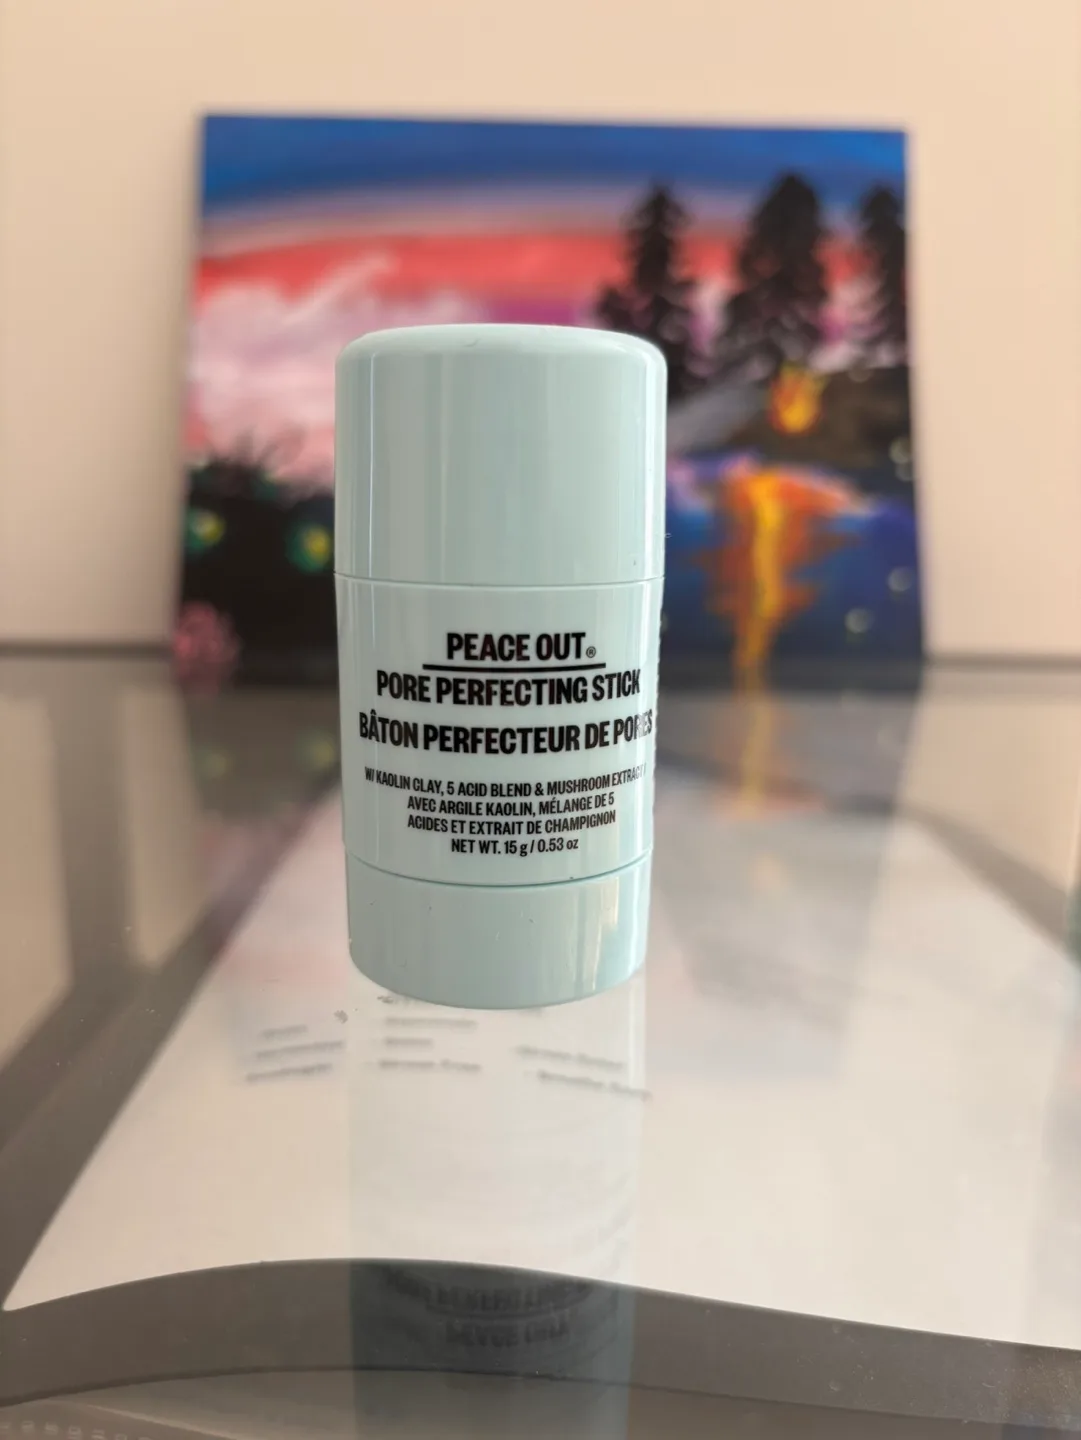 PEACE OUT®
PORE PERFECTING STICK
BÂTON PERFECTEUR DE PORES
W/ KAOLIN CLAY, 5 ACID BLEND & MUSHROOM EXTRACT
AVEC ARGILE KAOLIN, MÉLANGE DE 5
ACIDES ET EXTRAIT DE CHAMPIGNON
NET WT. 15 g / 0.53 oz